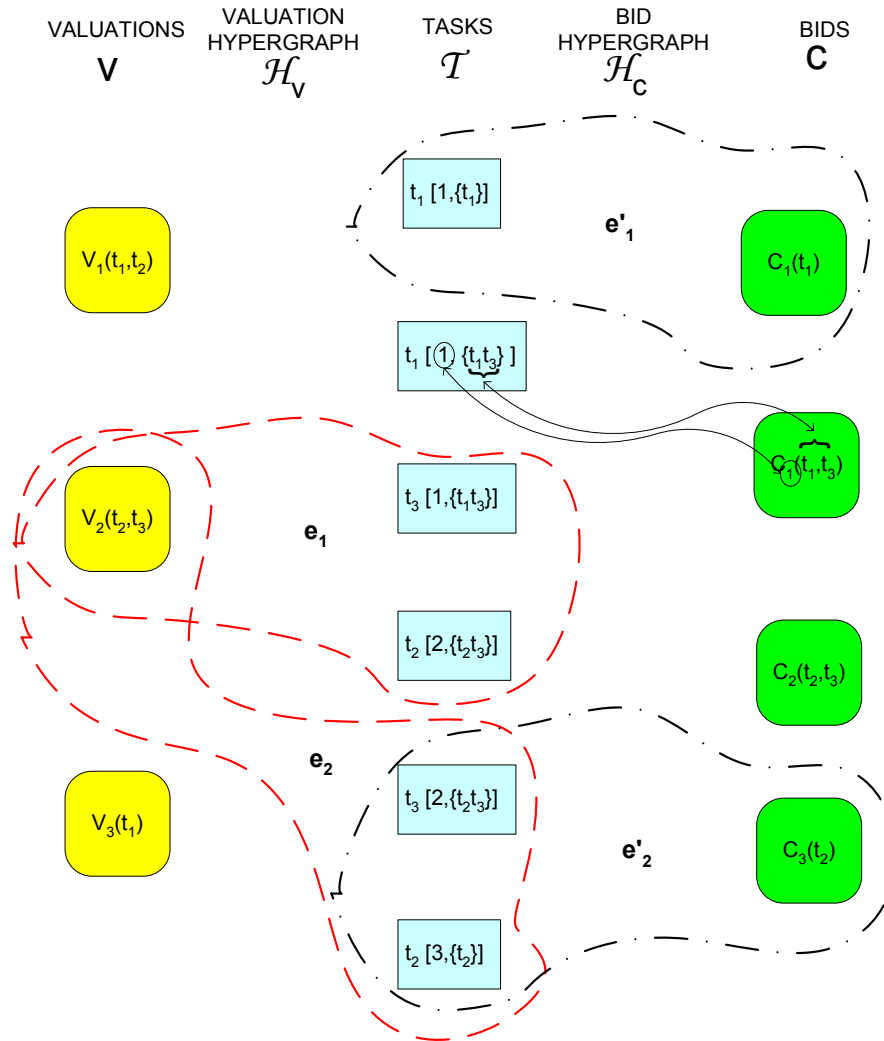 VALUATIONS
V
VALUATION
HYPERGRAPH
ℋ_V
TASKS
𝒯
BID
HYPERGRAPH
ℋ_C
BIDS
C
t₁ [1,{t₁}]
e'₁
V₁(t₁,t₂)
C₁(t₁)
t₁ [ 1, {t₁t₃} ]
C₁(t₁,t₃)
t₃ [1,{t₁t₃}]
V₂(t₂,t₃)
e₁
t₂ [2,{t₂t₃}]
C₂(t₂,t₃)
e₂
t₃ [2,{t₂t₃}]
V₃(t₁)
e'₂
C₃(t₂)
t₂ [3,{t₂}]